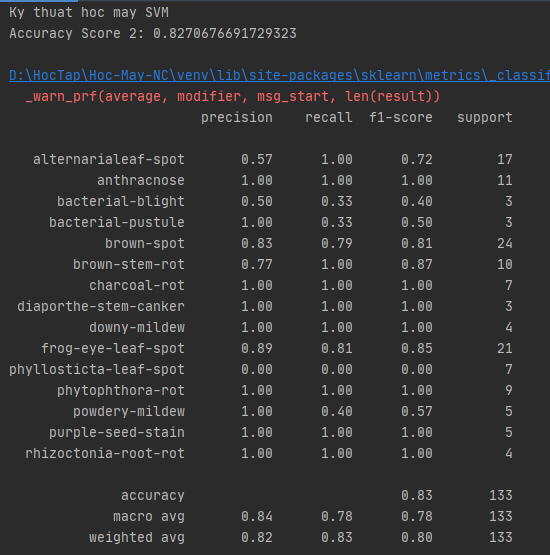 Ky thuat hoc may SVM
Accuracy Score 2: 0.8270676691729323
D:\HocTap\Hoc-May-NC\venv\lib\site-packages\sklearn\metrics\_classif
_warn_prf(average, modifier, msg_start, len(result))
precision recall f1-score support
alternarialeaf-spot 0.57 1.00 0.72 17
anthracnose 1.00 1.00 1.00 11
bacterial-blight 0.50 0.33 0.40 3
bacterial-pustule 1.00 0.33 0.50 3
brown-spot 0.83 0.79 0.81 24
brown-stem-rot 0.77 1.00 0.87 10
charcoal-rot 1.00 1.00 1.00 7
diaporthe-stem-canker 1.00 1.00 1.00 3
downy-mildew 1.00 1.00 1.00 4
frog-eye-leaf-spot 0.89 0.81 0.85 21
phyllosticta-leaf-spot 0.00 0.00 0.00 7
phytophthora-rot 1.00 1.00 1.00 9
powdery-mildew 1.00 0.40 0.57 5
purple-seed-stain 1.00 1.00 1.00 5
rhizoctonia-root-rot 1.00 1.00 1.00 4
accuracy 0.83 133
macro avg 0.84 0.78 0.78 133
weighted avg 0.82 0.83 0.80 133